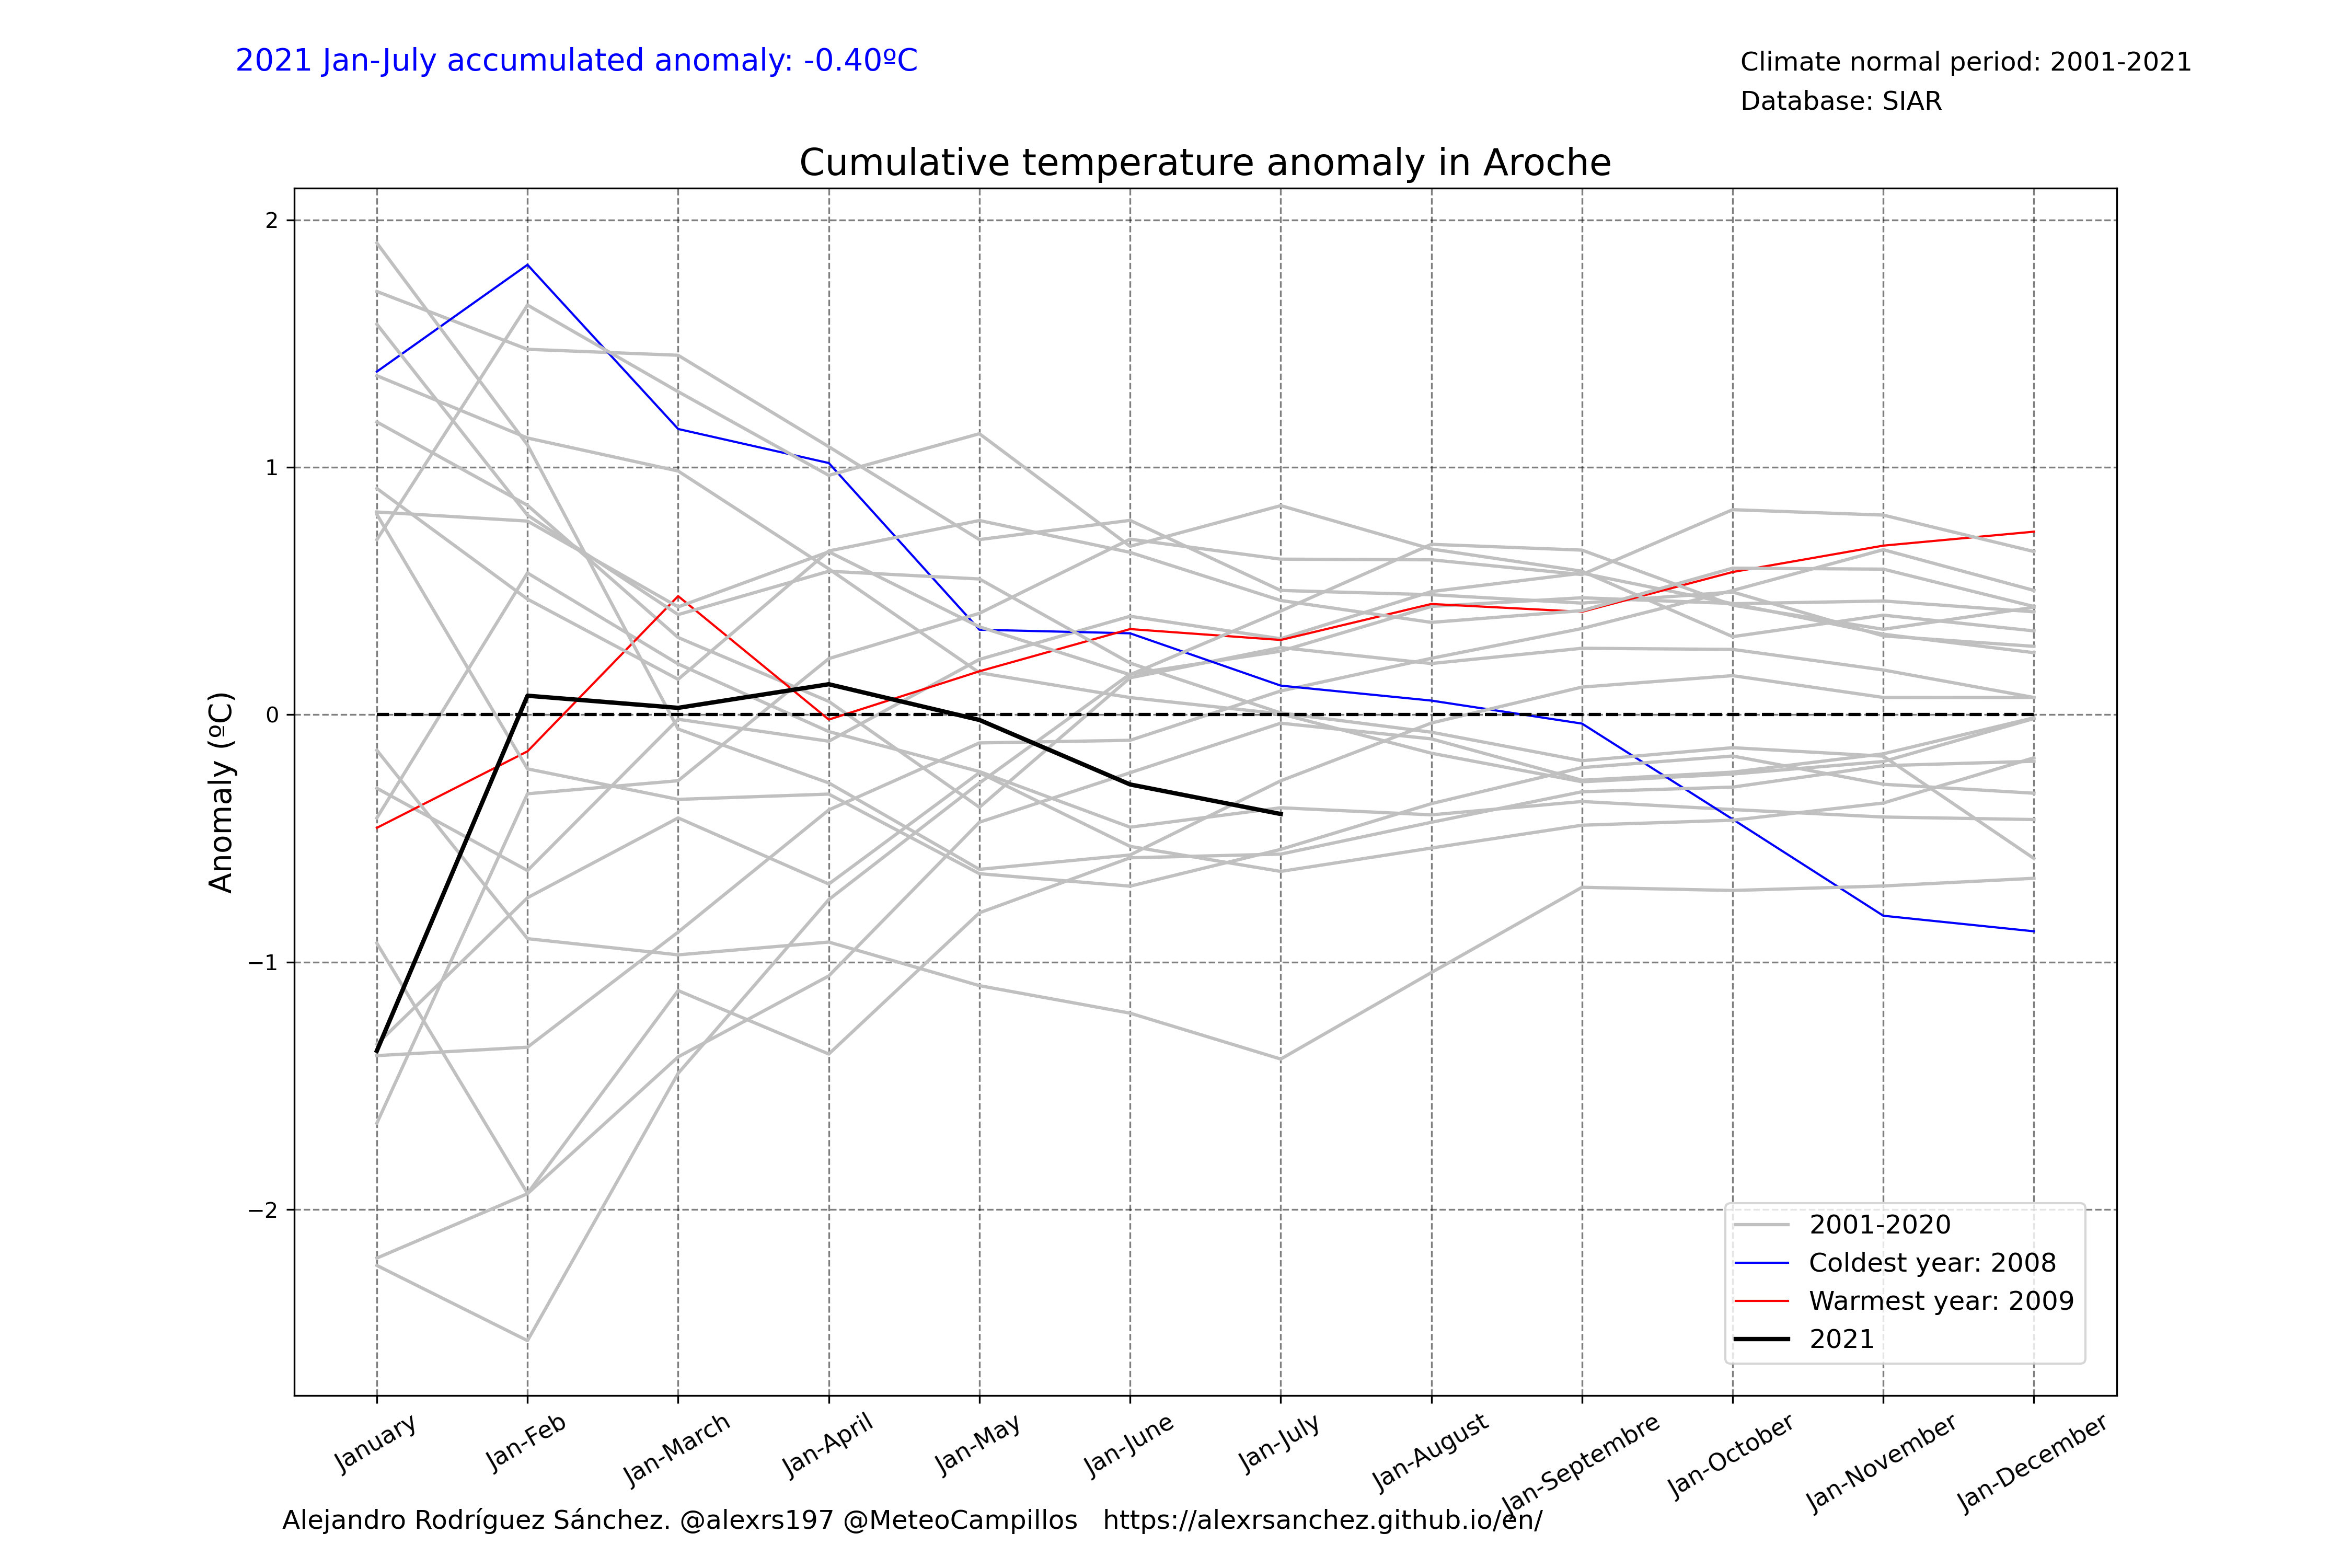 2021 Jan-July accumulated anomaly: -0.40ºC
Climate normal period: 2001-2021
Database: SIAR
Cumulative temperature anomaly in Aroche
Anomaly (ºC)
2
1
0
−1
−2
2001-2020
Coldest year: 2008
Warmest year: 2009
2021
January
Jan-Feb
Jan-March
Jan-April
Jan-May
Jan-June
Jan-July
Jan-August
Jan-Septembre
Jan-October
Jan-November
Jan-December
Alejandro Rodríguez Sánchez. @alexrs197 @MeteoCampillos https://alexrsanchez.github.io/en/